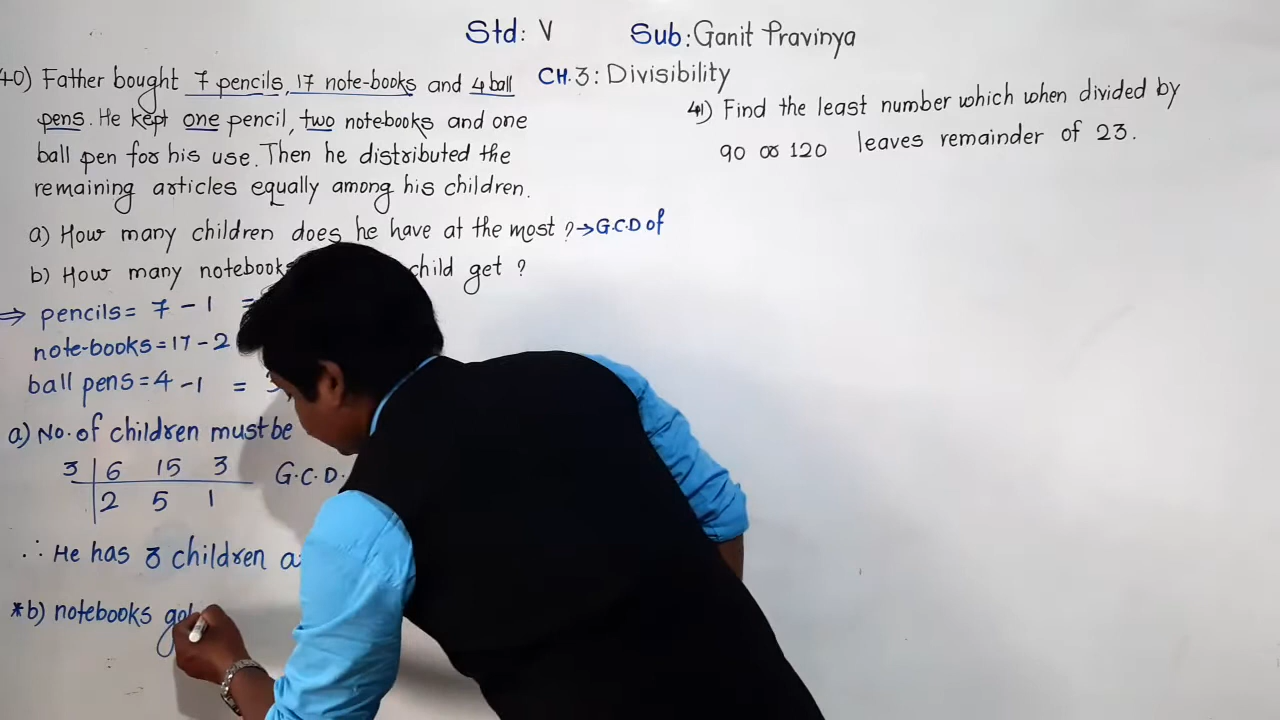 Std: V Sub: Ganit Pravinya
CH.3: Divisibility
40) Father bought 7 pencils, 17 note-books and 4 ball
pens. He kept one pencil, two notebooks and one
ball pen for his use. Then he distributed the
remaining articles equally among his children.
a) How many children does he have at the most? → G.C.D of
b) How many notebook child get?
⇒ pencils = 7 - 1 =
note-books = 17 - 2
ball pens = 4 - 1 = 3
a) No. of children must be
3 | 6 15 3 G.C.D.
2 5 1
∴ He has 3 children a
*b) notebooks got
41) Find the least number which when divided by
90 or 120 leaves remainder of 23.